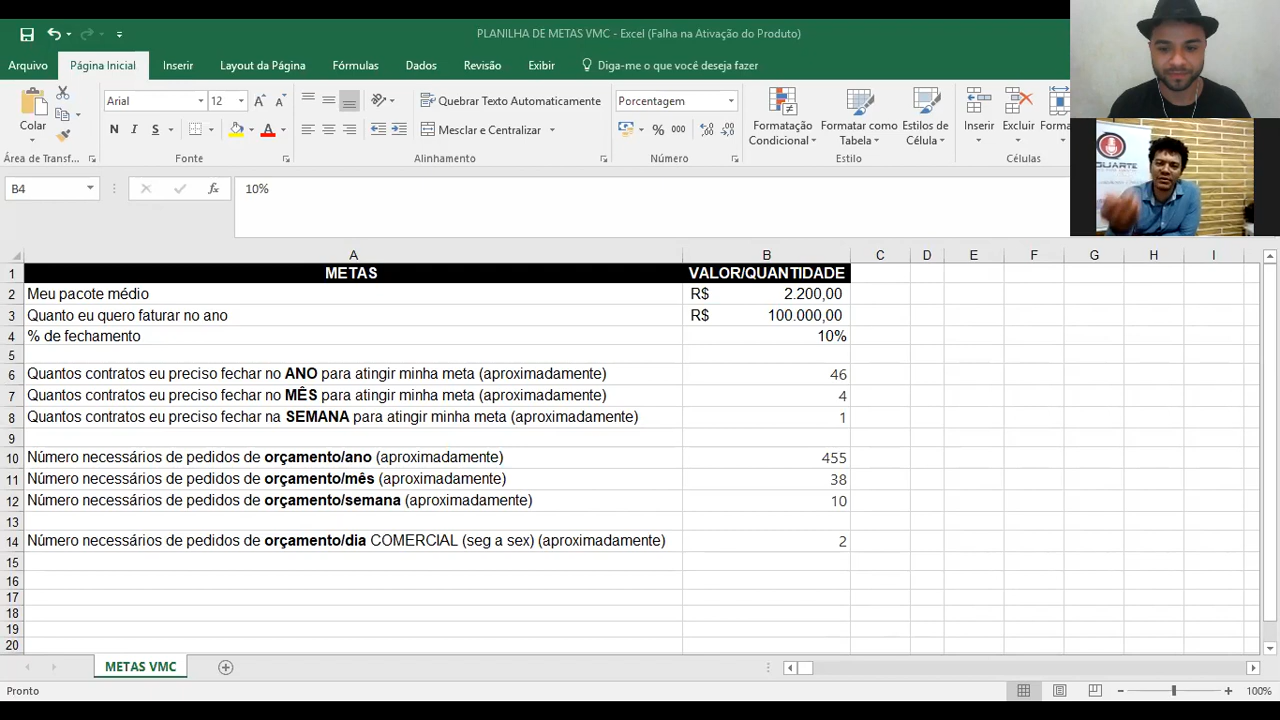 PLANILHA DE METAS VMC - Excel (Falha na Ativação do Produto)
Arquivo Página Inicial Inserir Layout da Página Fórmulas Dados Revisão Exibir Diga-me o que você deseja fazer
Arial 12 Quebrar Texto Automaticamente Porcentagem
Colar N I S Mesclar e Centralizar % 000 Formatação Condicional Formatar como Tabela Estilos de Célula Inserir Excluir Forma
Área de Transf... Fonte Alinhamento Número Estilo Células
DUARTE
B4 fx 10%
A B C D E F G H I
1 METAS VALOR/QUANTIDADE
2 Meu pacote médio R$ 2.200,00
3 Quanto eu quero faturar no ano R$ 100.000,00
4 % de fechamento 10%
5
6 Quantos contratos eu preciso fechar no ANO para atingir minha meta (aproximadamente) 46
7 Quantos contratos eu preciso fechar no MÊS para atingir minha meta (aproximadamente) 4
8 Quantos contratos eu preciso fechar na SEMANA para atingir minha meta (aproximadamente) 1
9
10 Número necessários de pedidos de orçamento/ano (aproximadamente) 455
11 Número necessários de pedidos de orçamento/mês (aproximadamente) 38
12 Número necessários de pedidos de orçamento/semana (aproximadamente) 10
13
14 Número necessários de pedidos de orçamento/dia COMERCIAL (seg a sex) (aproximadamente) 2
15
16
17
18
19
20
METAS VMC
Pronto 100%